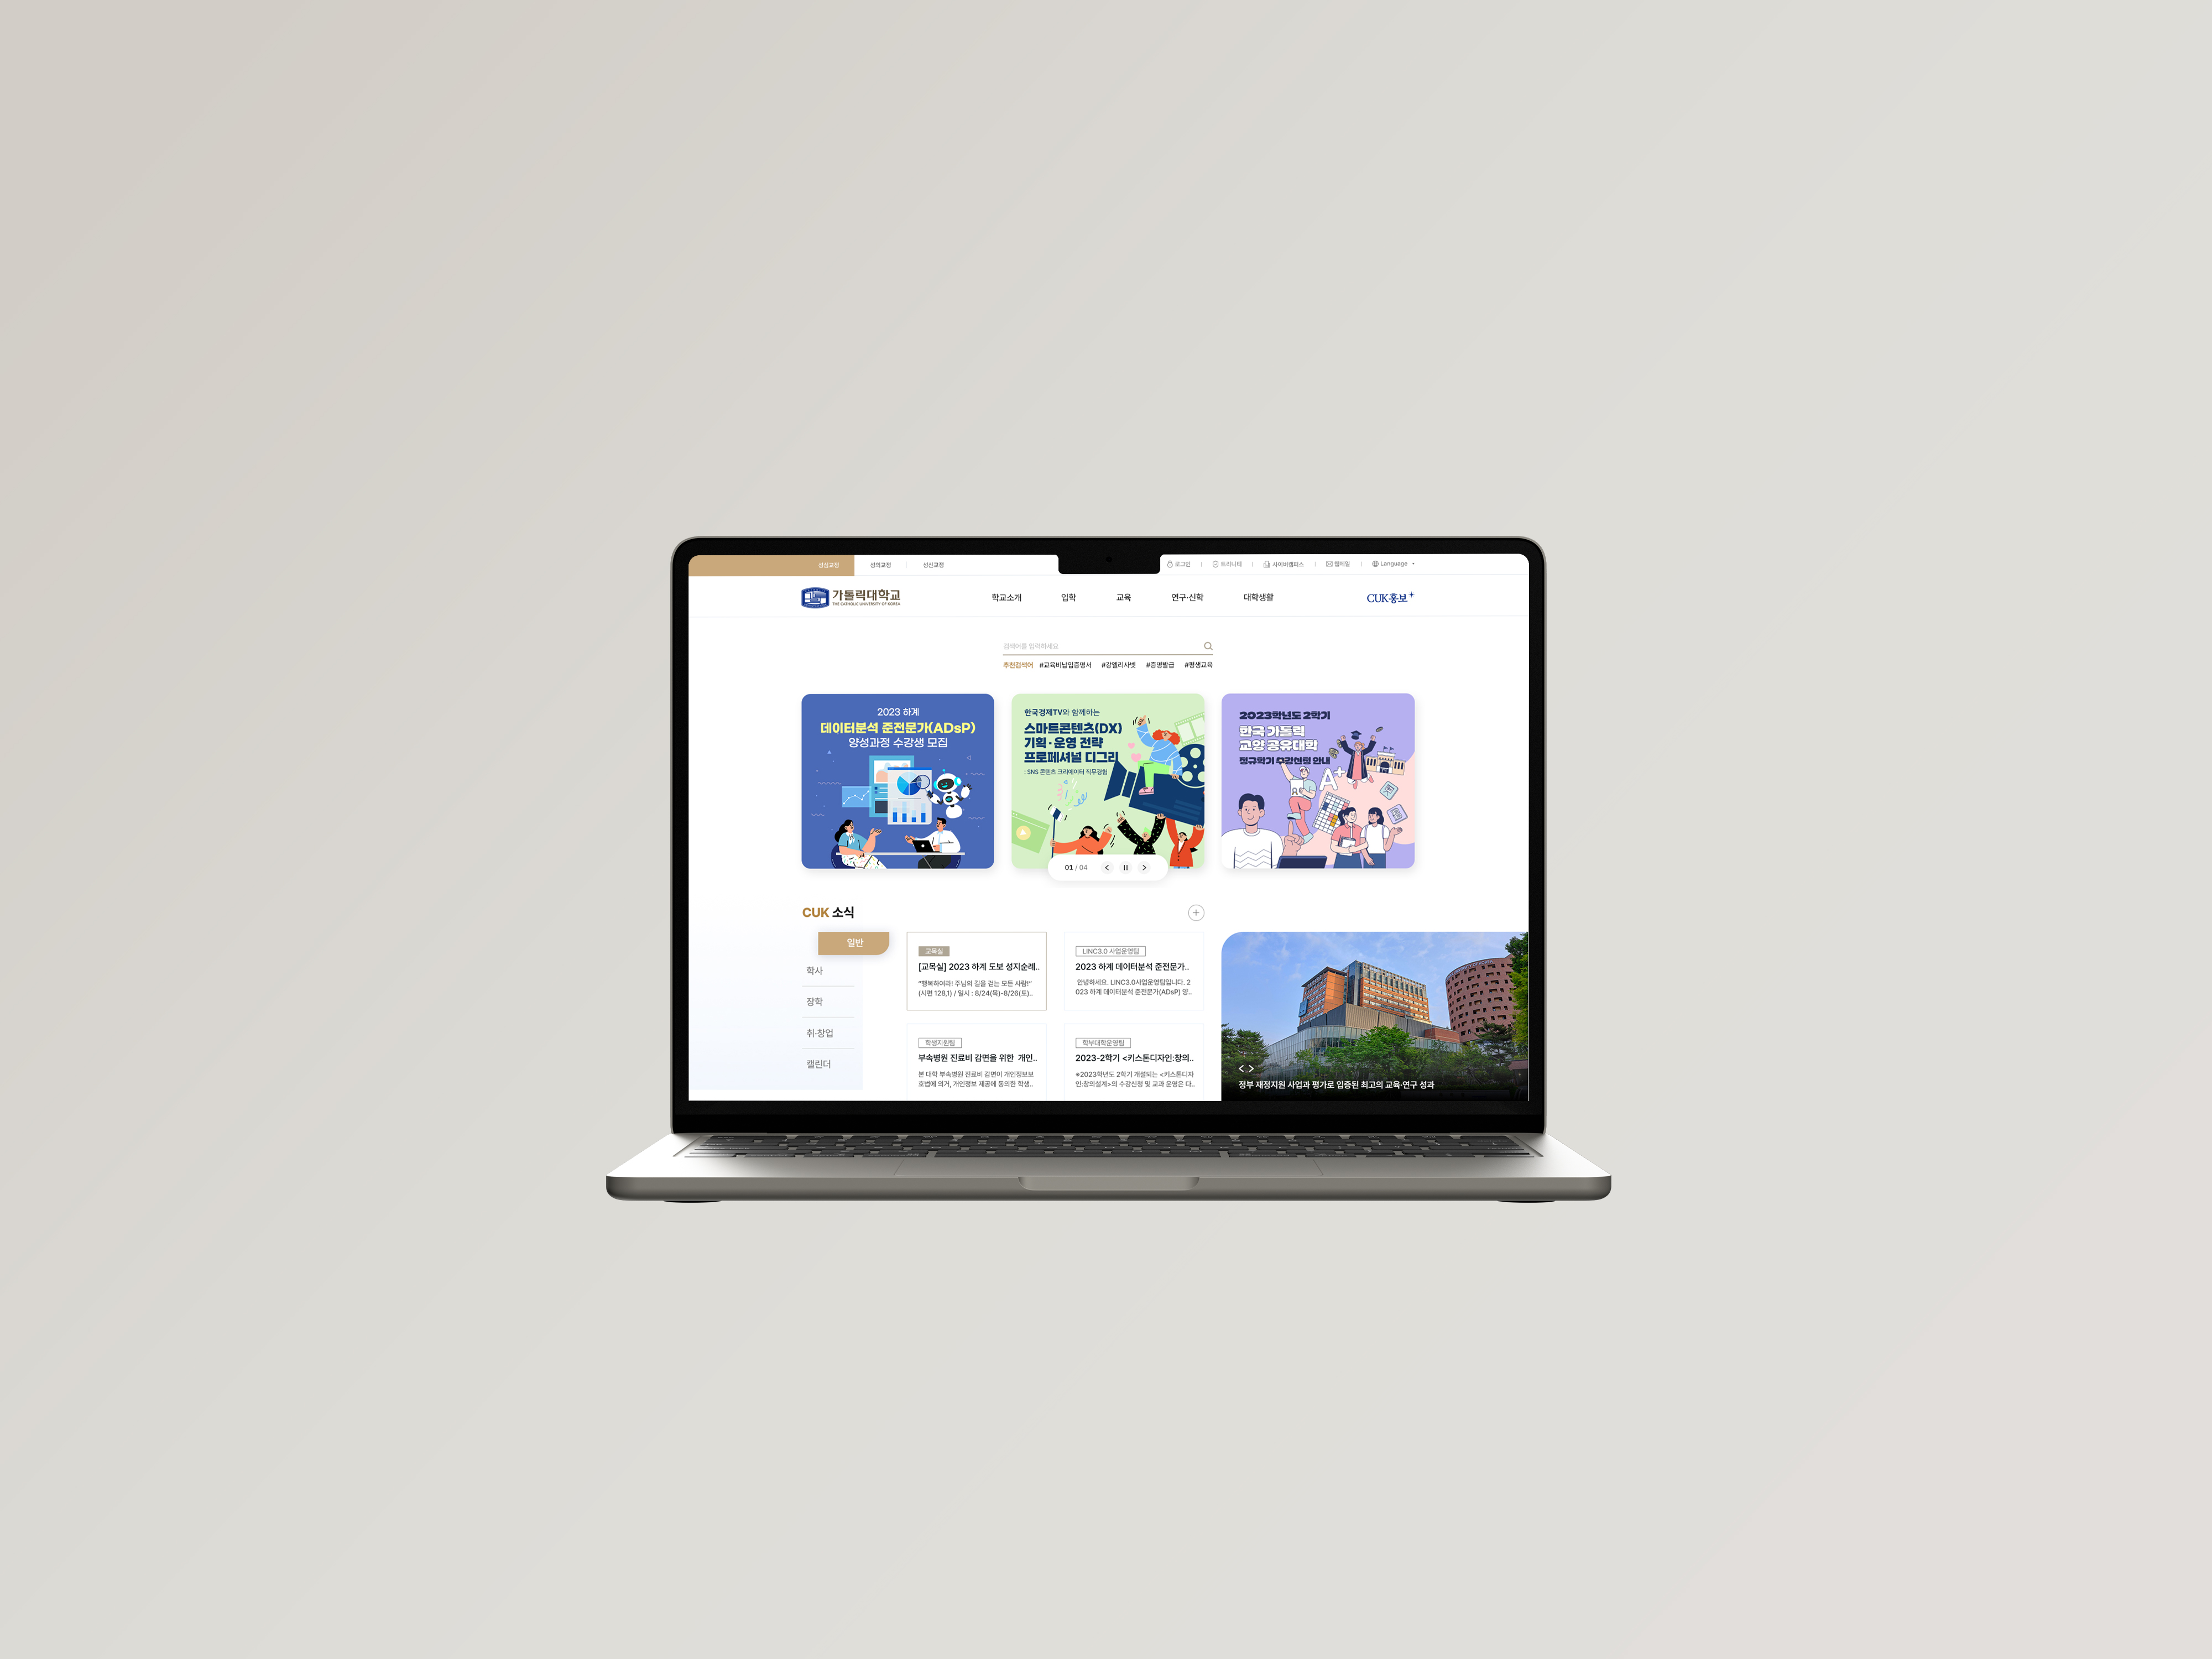 성심교정 성의교정 성신교정
로그인 트리니티 사이버캠퍼스 웹메일 Language
가톨릭대학교
THE CATHOLIC UNIVERSITY OF KOREA
학교소개 입학 교육 연구·신학 대학생활
CUK홍보+
검색어를 입력하세요
추천검색어 #교육비납입증명서 #강엘리사벳 #증명발급 #평생교육
2023 하계
데이터분석 준전문가(ADsP)
양성과정 수강생 모집
한국경제TV와 함께하는
스마트콘텐츠(DX)
기획·운영 전략
프로페셔널 디그리
: SNS 콘텐츠 크리에이터 직무경험
2023학년도 2학기
한국 가톨릭
교양 공유대학
정규학기 수강신청 안내
A+
01 / 04
CUK 소식
일반
학사
장학
취·창업
캘린더
교목실
[교목실] 2023 하계 도보 성지순례..
"행복하여라! 주님의 길을 걷는 모든 사람!"
(시편 128,1) / 일시 : 8/24(목)-8/26(토)..
LINC3.0 사업운영팀
2023 하계 데이터분석 준전문가..
안녕하세요. LINC3.0사업운영팀입니다. 2
023 하계 데이터분석 준전문가(ADsP) 양..
학생지원팀
부속병원 진료비 감면을 위한 개인..
본 대학 부속병원 진료비 감면이 개인정보보
호법에 의거, 개인정보 제공에 동의한 학생..
학부대학운영팀
2023-2학기 <키스톤디자인:창의..
※2023학년도 2학기 개설되는 <키스톤디자
인:창의설계>의 수강신청 및 교과 운영은 다..
정부 재정지원 사업과 평가로 입증된 최고의 교육·연구 성과